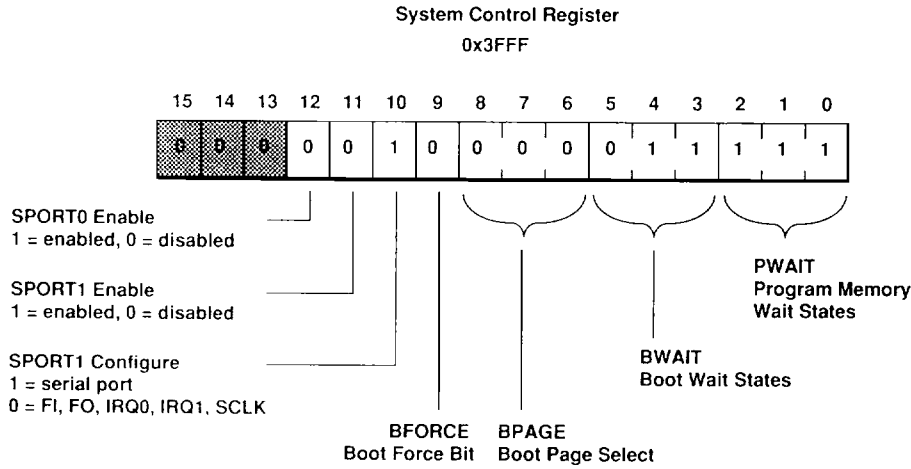 System Control Register
0x3FFF
15 14 13 12 11 10 9 8 7 6 5 4 3 2 1 0
0 0 0 0 0 1 0 0 0 0 0 1 1 1 1 1
SPORT0 Enable
1 = enabled, 0 = disabled
SPORT1 Enable
1 = enabled, 0 = disabled
SPORT1 Configure
1 = serial port
0 = FI, FO, IRQ0, IRQ1, SCLK
BFORCE
Boot Force Bit
BPAGE
Boot Page Select
BWAIT
Boot Wait States
PWAIT
Program Memory
Wait States